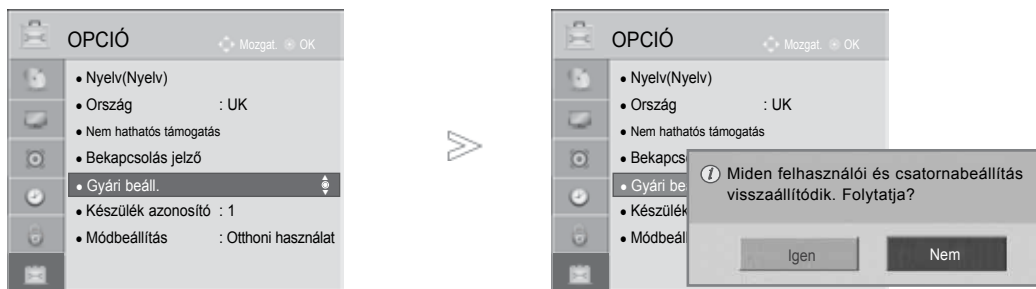 OPCIÓ
Mozgat. OK
• Nyelv(Nyelv)
• Ország : UK
• Nem hathatós támogatás
• Bekapcsolás jelző
• Gyári beáll.
• Készülék azonosító : 1
• Módbeállítás : Otthoni használat
OPCIÓ
Mozgat. OK
• Nyelv(Nyelv)
• Ország : UK
• Nem hathatós támogatás
• Bekapcs
• Gyári be
• Készülék
• Módbeáll
Miden felhasználói és csatornabeállítás
visszaállítódik. Folytatja?
Igen
Nem